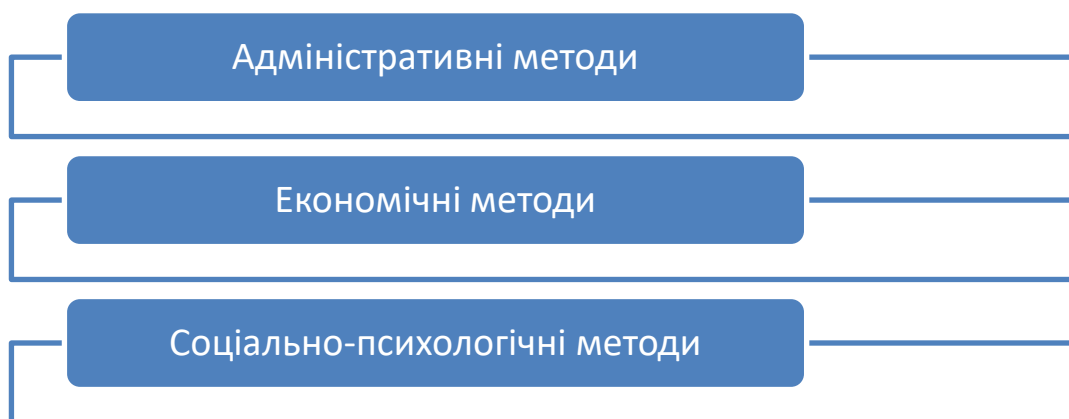 Адміністративні методи
Економічні методи
Соціально-психологічні методи